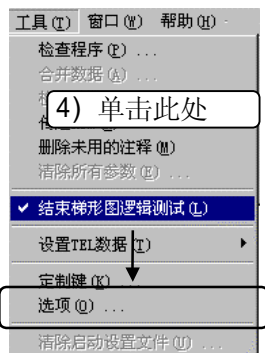 工具(T) 窗口(W) 帮助(H)
检查程序(P) ...
合并数据(A) ...
4) 单击此处
删除未用的注释(M)
清除所有参数(E) ...
✓ 结束梯形图逻辑测试(L)
设置TEL数据(T)
定制键(K) ...
选项(O) ...
清除启动设置文件(U) ...